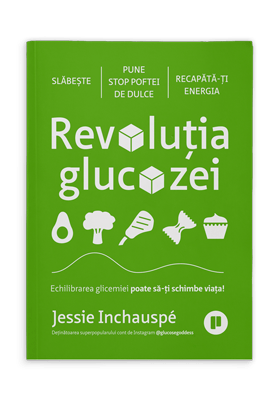 SLĂBEȘTE
PUNE
STOP POFTEI
DE DULCE
RECAPĂTĂ-ȚI
ENERGIA
Revoluția
glucozei
Echilibrarea glicemiei poate să-ți schimbe viața!
Jessie Inchauspé
Deținătoarea superpopularului cont de Instagram @glucosegoddess
P